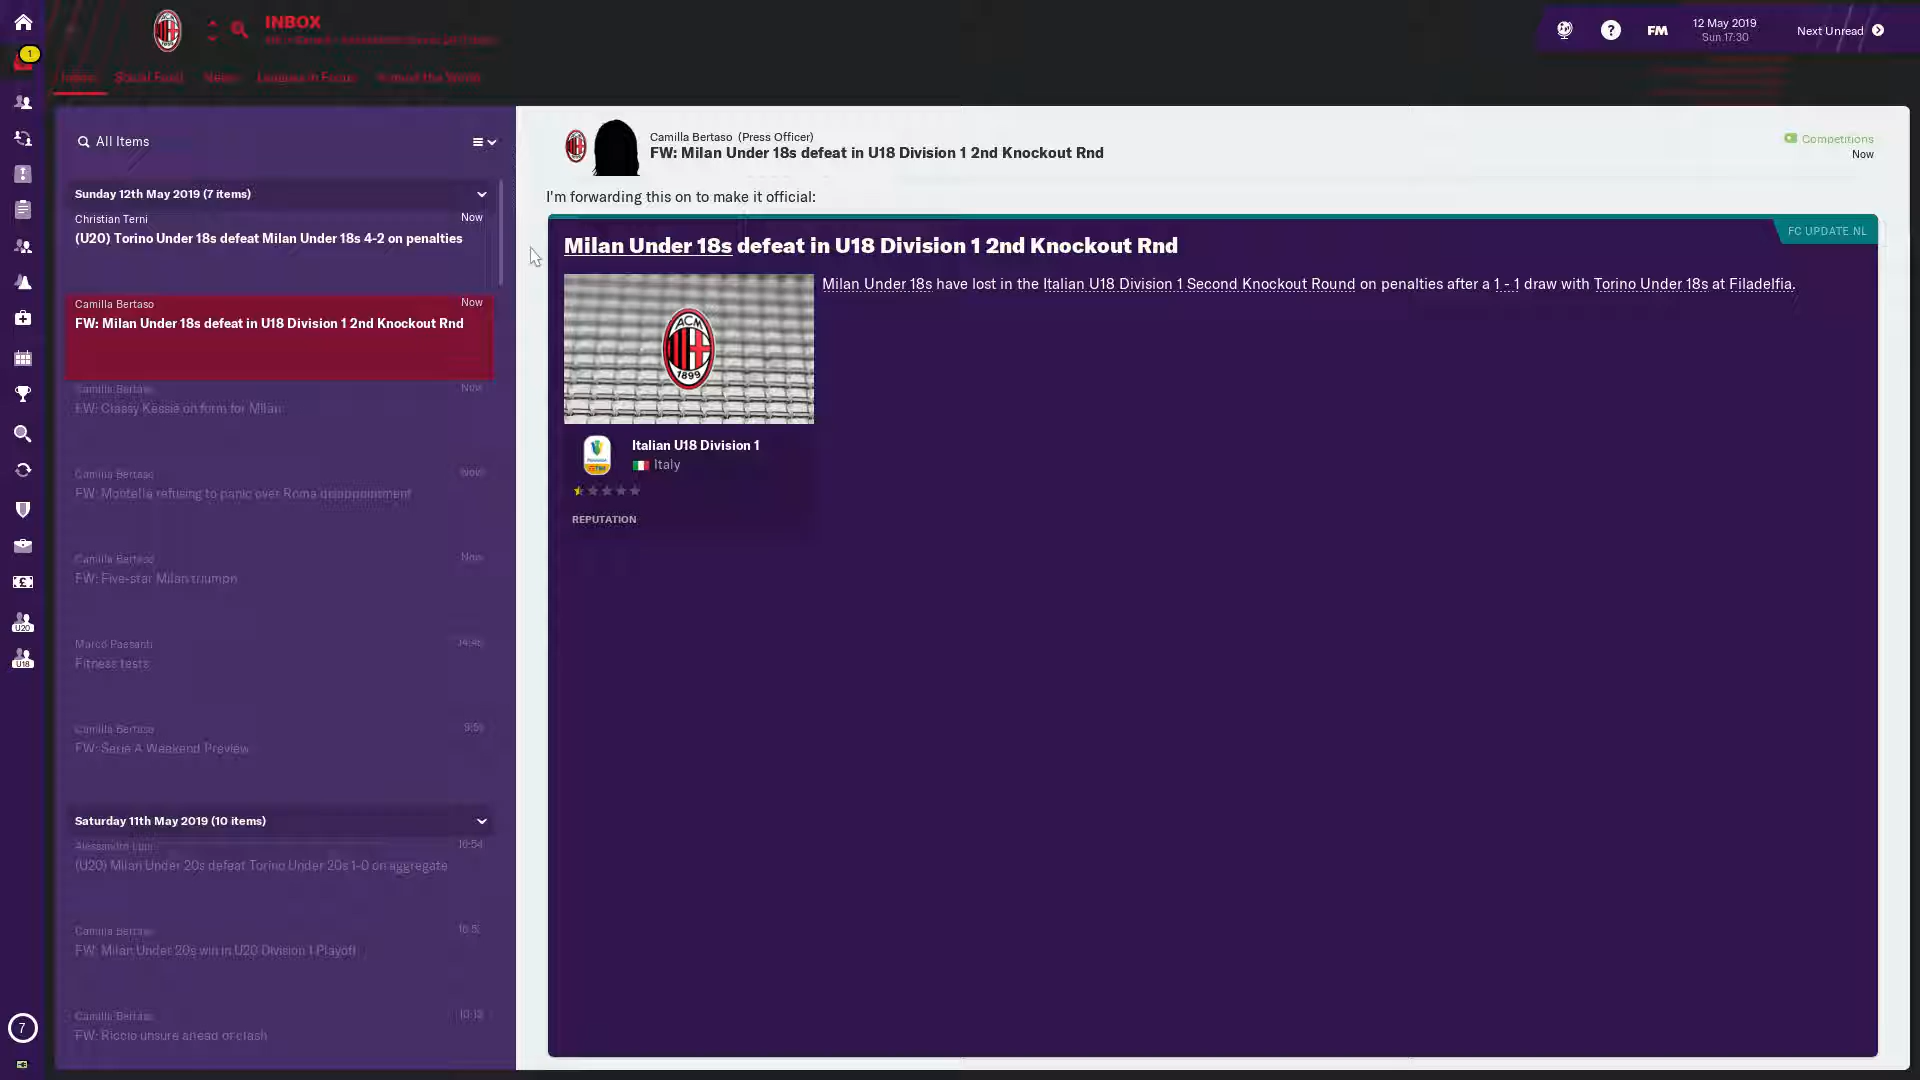 INBOX
1
?
FM
12 May 2019
Sun 17:30
Next Unread
Inbox
Social Feed
News
Leagues In Focus
Around the World
All Items
Sunday 12th May 2019 (7 items)
Christian Terni
Now
(U20) Torino Under 18s defeat Milan Under 18s 4-2 on penalties
Camilla Bertaso
Now
FW: Milan Under 18s defeat in U18 Division 1 2nd Knockout Rnd
Camilla Bertaso
Now
FW: Classy Kessié on form for Milan
Camilla Bertaso
Now
FW: Montella refusing to panic over Roma disappointment
Camilla Bertaso
Now
FW: Five-star Milan triumph
Marco Paesanti
Fitness tests
Camilla Bertaso
FW: Serie A Weekend Preview
Saturday 11th May 2019 (10 items)
16:54
(U20) Milan Under 20s defeat Torino Under 20s 1-0 on aggregate
Camilla Bertaso
FW: Milan Under 20s win in U20 Division 1 Playoff
Camilla Bertaso
FW: Riccio unsure ahead of clash
U20
U18
7
Camilla Bertaso (Press Officer)
FW: Milan Under 18s defeat in U18 Division 1 2nd Knockout Rnd
Competitions
Now
I'm forwarding this on to make it official:
FC UPDATE.NL
Milan Under 18s defeat in U18 Division 1 2nd Knockout Rnd
Milan Under 18s have lost in the Italian U18 Division 1 Second Knockout Round on penalties after a 1 - 1 draw with Torino Under 18s at Filadelfia.
ACM
1899
Italian U18 Division 1
Italy
REPUTATION